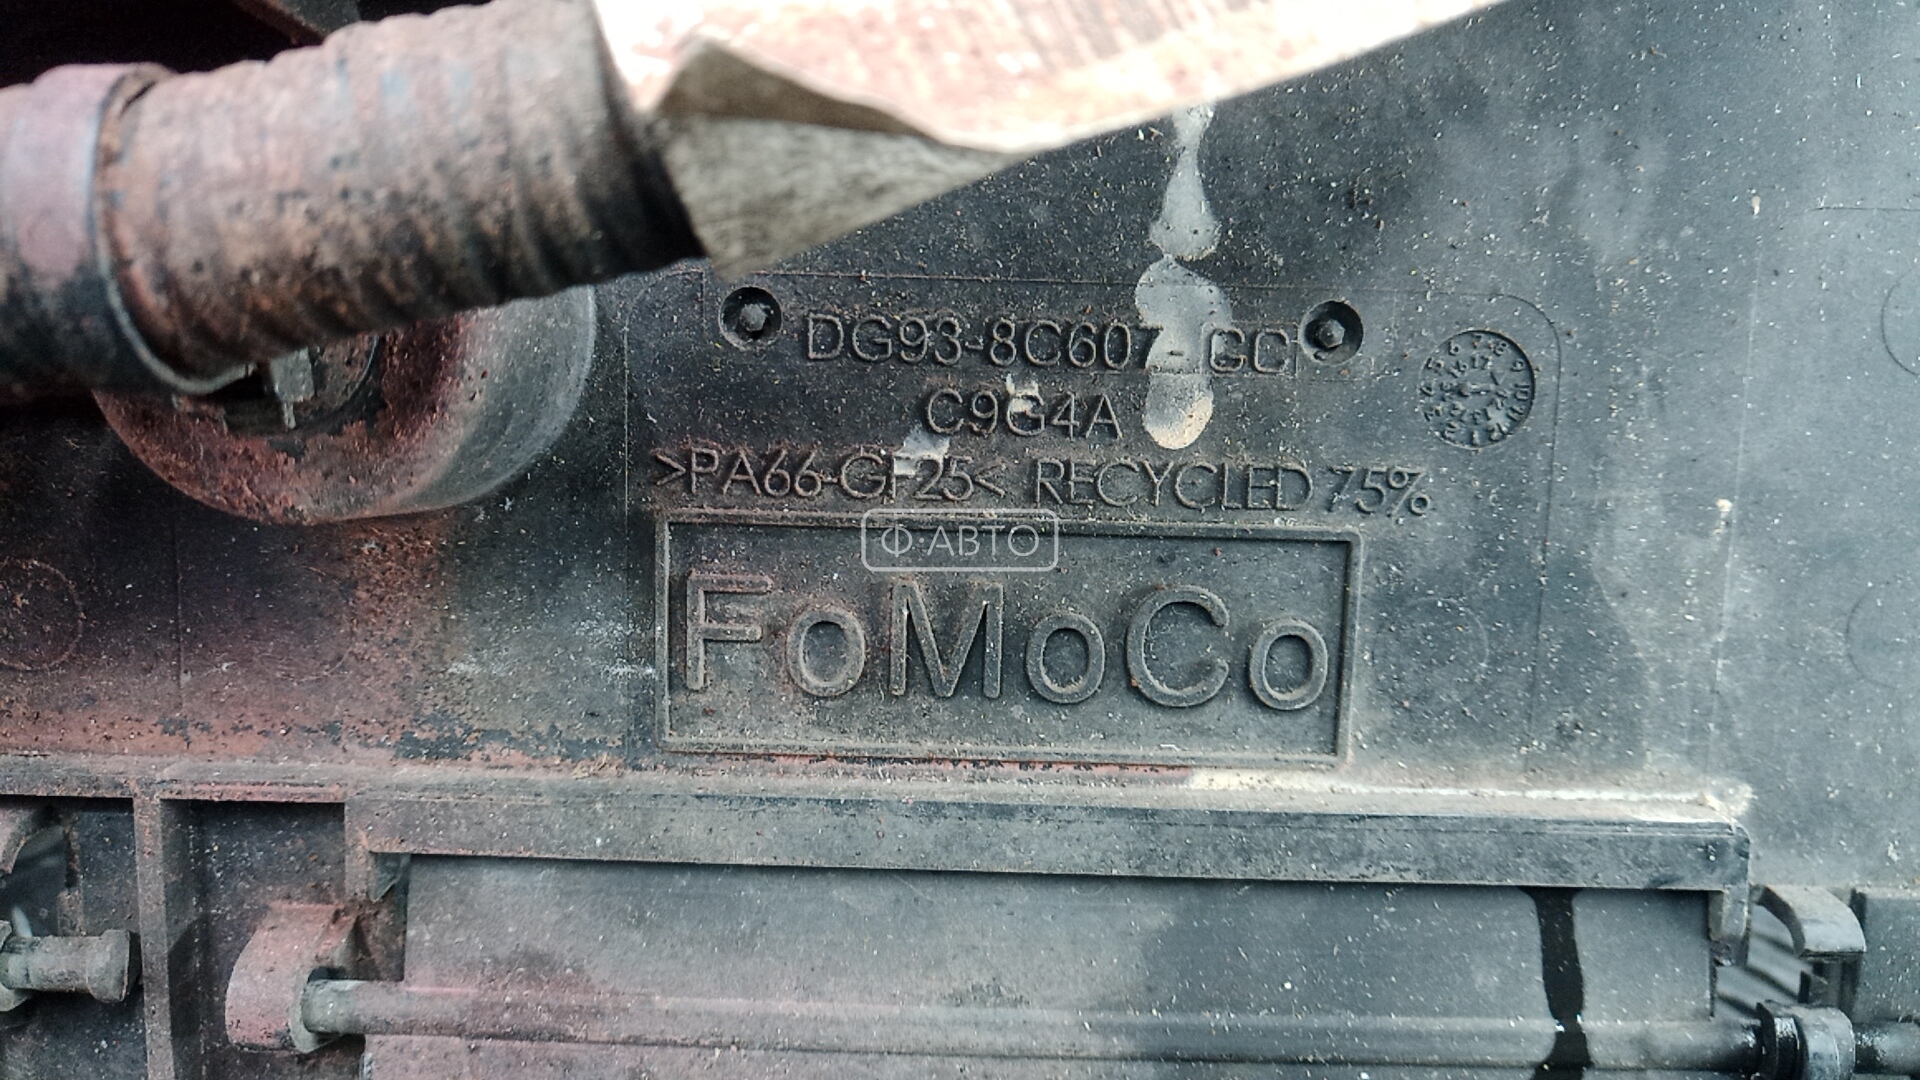 DG93-8C607- GC
C9G4A
>PA66-GF25< RECYCLED 75%
Ф·АВТО
FoMoCo